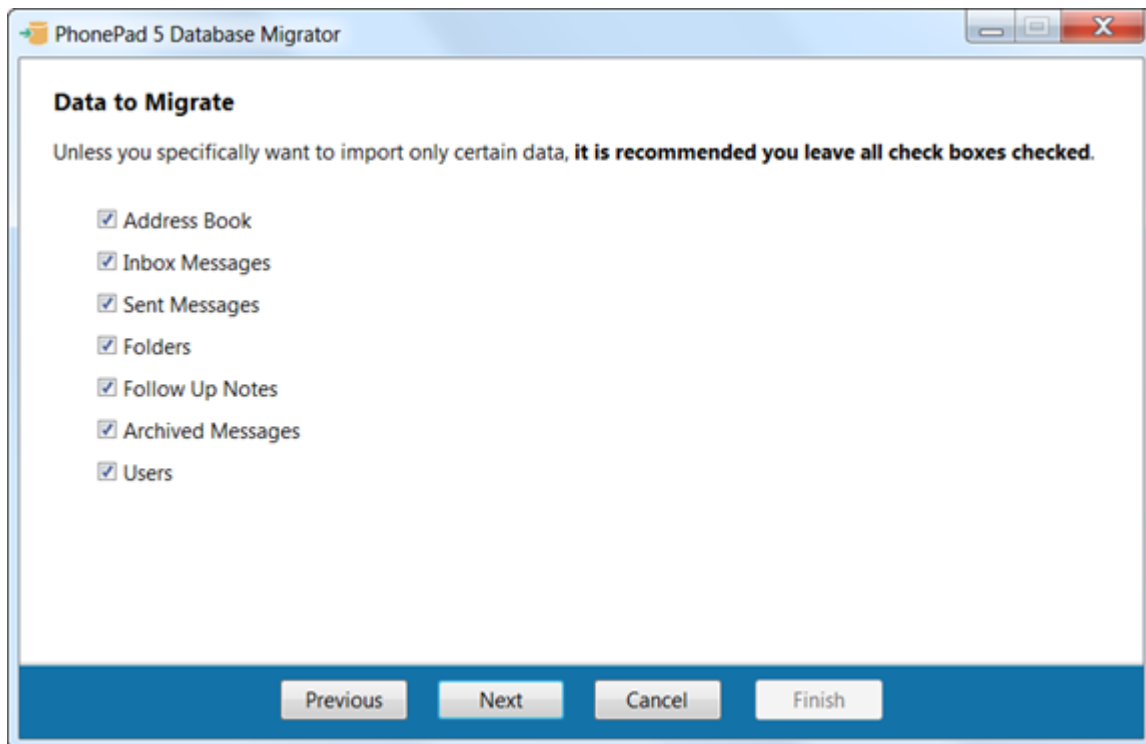 PhonePad 5 Database Migrator
Data to Migrate
Unless you specifically want to import only certain data, it is recommended you leave all check boxes checked.
Address Book
Inbox Messages
Sent Messages
Folders
Follow Up Notes
Archived Messages
Users
Previous Next Cancel Finish